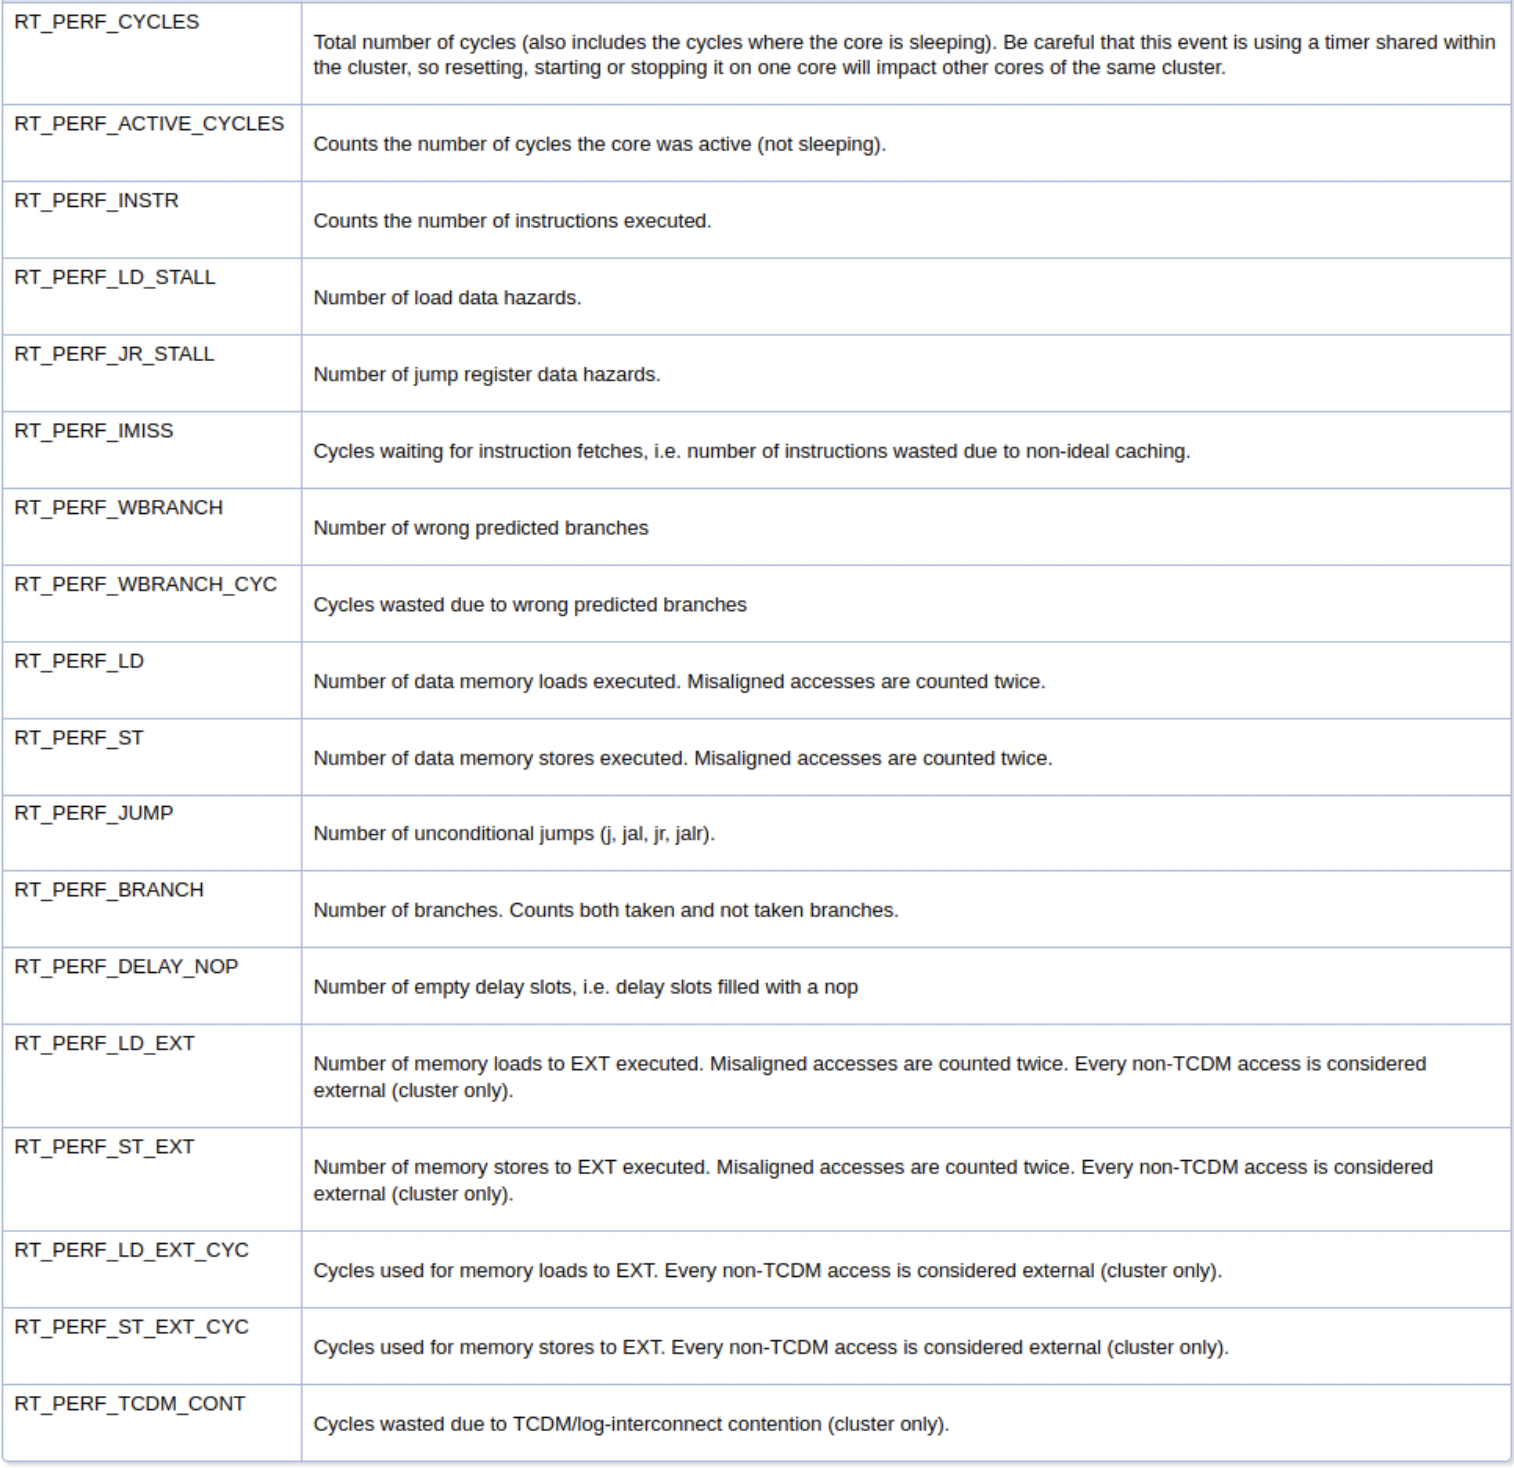 RT_PERF_CYCLES
Total number of cycles (also includes the cycles where the core is sleeping). Be careful that this event is using a timer shared within
the cluster, so resetting, starting or stopping it on one core will impact other cores of the same cluster.
RT_PERF_ACTIVE_CYCLES
Counts the number of cycles the core was active (not sleeping).
RT_PERF_INSTR
Counts the number of instructions executed.
RT_PERF_LD_STALL
Number of load data hazards.
RT_PERF_JR_STALL
Number of jump register data hazards.
RT_PERF_IMISS
Cycles waiting for instruction fetches, i.e. number of instructions wasted due to non-ideal caching.
RT_PERF_WBRANCH
Number of wrong predicted branches
RT_PERF_WBRANCH_CYC
Cycles wasted due to wrong predicted branches
RT_PERF_LD
Number of data memory loads executed. Misaligned accesses are counted twice.
RT_PERF_ST
Number of data memory stores executed. Misaligned accesses are counted twice.
RT_PERF_JUMP
Number of unconditional jumps (j, jal, jr, jalr).
RT_PERF_BRANCH
Number of branches. Counts both taken and not taken branches.
RT_PERF_DELAY_NOP
Number of empty delay slots, i.e. delay slots filled with a nop
RT_PERF_LD_EXT
Number of memory loads to EXT executed. Misaligned accesses are counted twice. Every non-TCDM access is considered
external (cluster only).
RT_PERF_ST_EXT
Number of memory stores to EXT executed. Misaligned accesses are counted twice. Every non-TCDM access is considered
external (cluster only).
RT_PERF_LD_EXT_CYC
Cycles used for memory loads to EXT. Every non-TCDM access is considered external (cluster only).
RT_PERF_ST_EXT_CYC
Cycles used for memory stores to EXT. Every non-TCDM access is considered external (cluster only).
RT_PERF_TCDM_CONT
Cycles wasted due to TCDM/log-interconnect contention (cluster only).